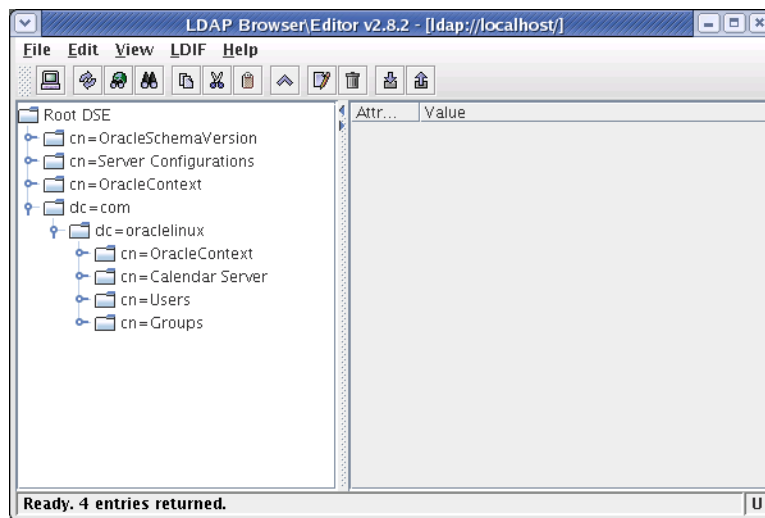 LDAP Browser\Editor v2.8.2 - [ldap://localhost/]
File Edit View LDIF Help
Root DSE
Attr... Value
cn=OracleSchemaVersion
cn=Server Configurations
cn=OracleContext
dc=com
dc=oraclelinux
cn=OracleContext
cn=Calendar Server
cn=Users
cn=Groups
Ready. 4 entries returned.
U